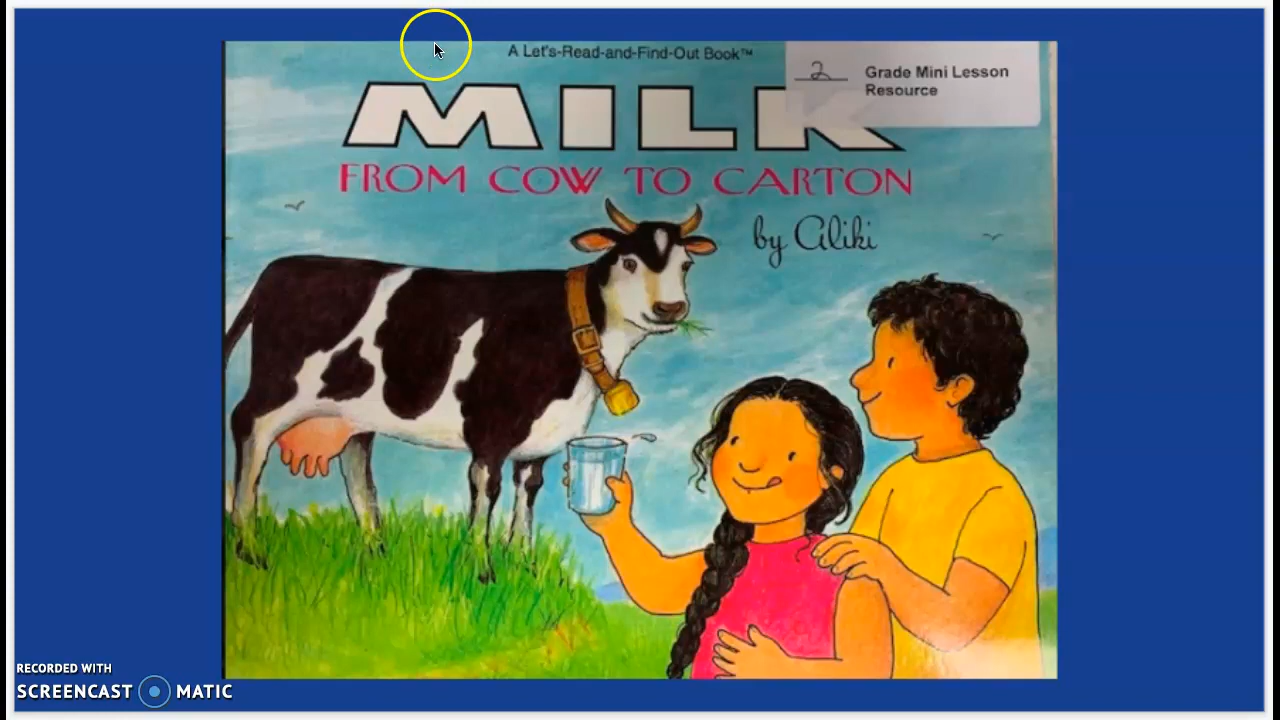 A Let's-Read-and-Find-Out Book™
2 Grade Mini Lesson
Resource
MILK
FROM COW TO CARTON
by Aliki
RECORDED WITH
SCREENCAST MATIC